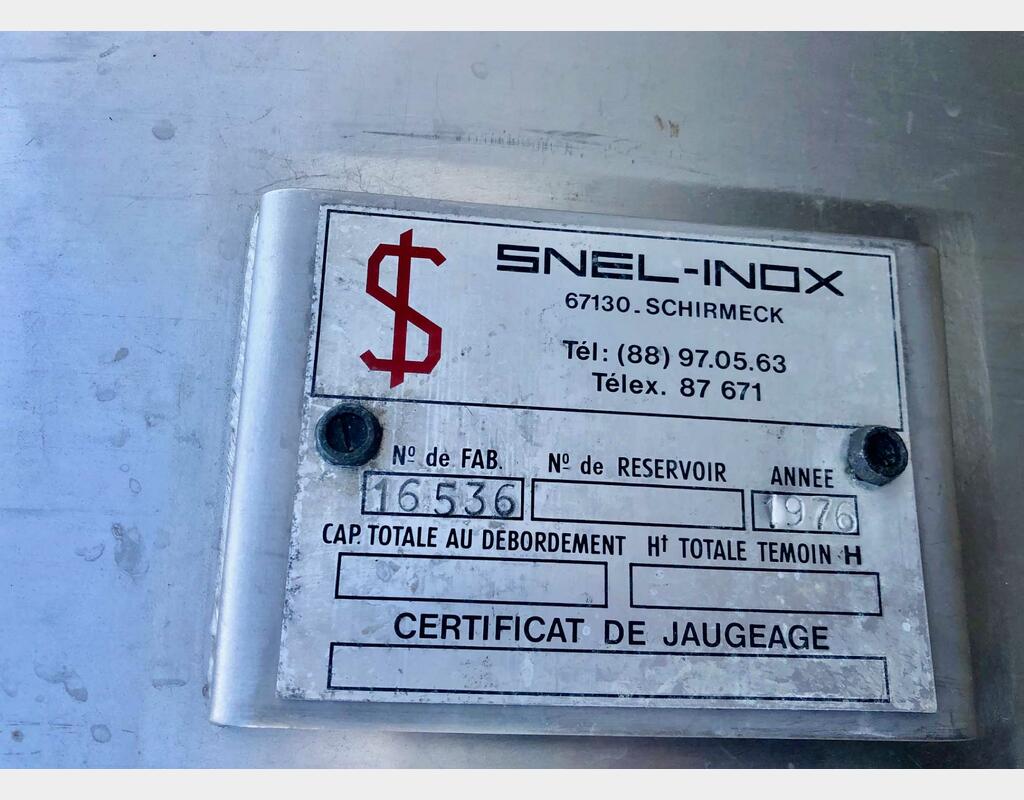 SNEL-INOX
67130-SCHIRMECK
Tél: (88) 97.05.63
Télex. 87 671
Nº de FAB. Nº de RESERVOIR ANNEE
16536 1976
CAP. TOTALE AU DEBORDEMENT Ht TOTALE TEMOIN H
CERTIFICAT DE JAUGEAGE